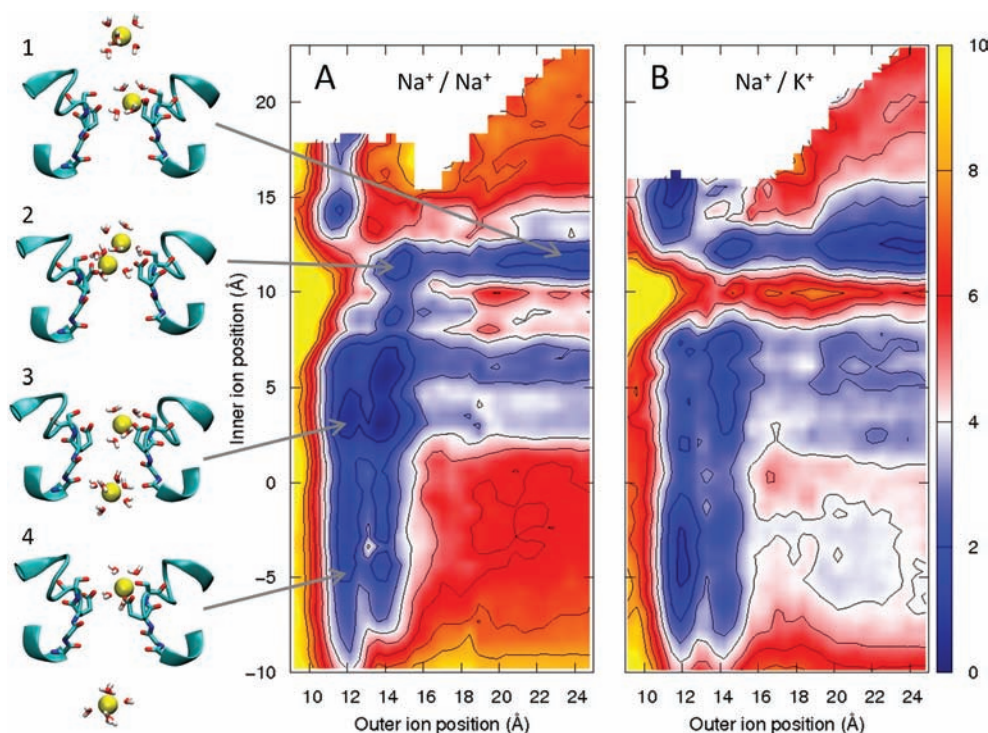 1
2
3
4
A
Na⁺ / Na⁺
B
Na⁺ / K⁺
Inner ion position (Å)
20
15
10
5
0
−5
−10
10 12 14 16 18 20 22 24
Outer ion position (Å)
10 12 14 16 18 20 22 24
Outer ion position (Å)
10
8
6
4
2
0